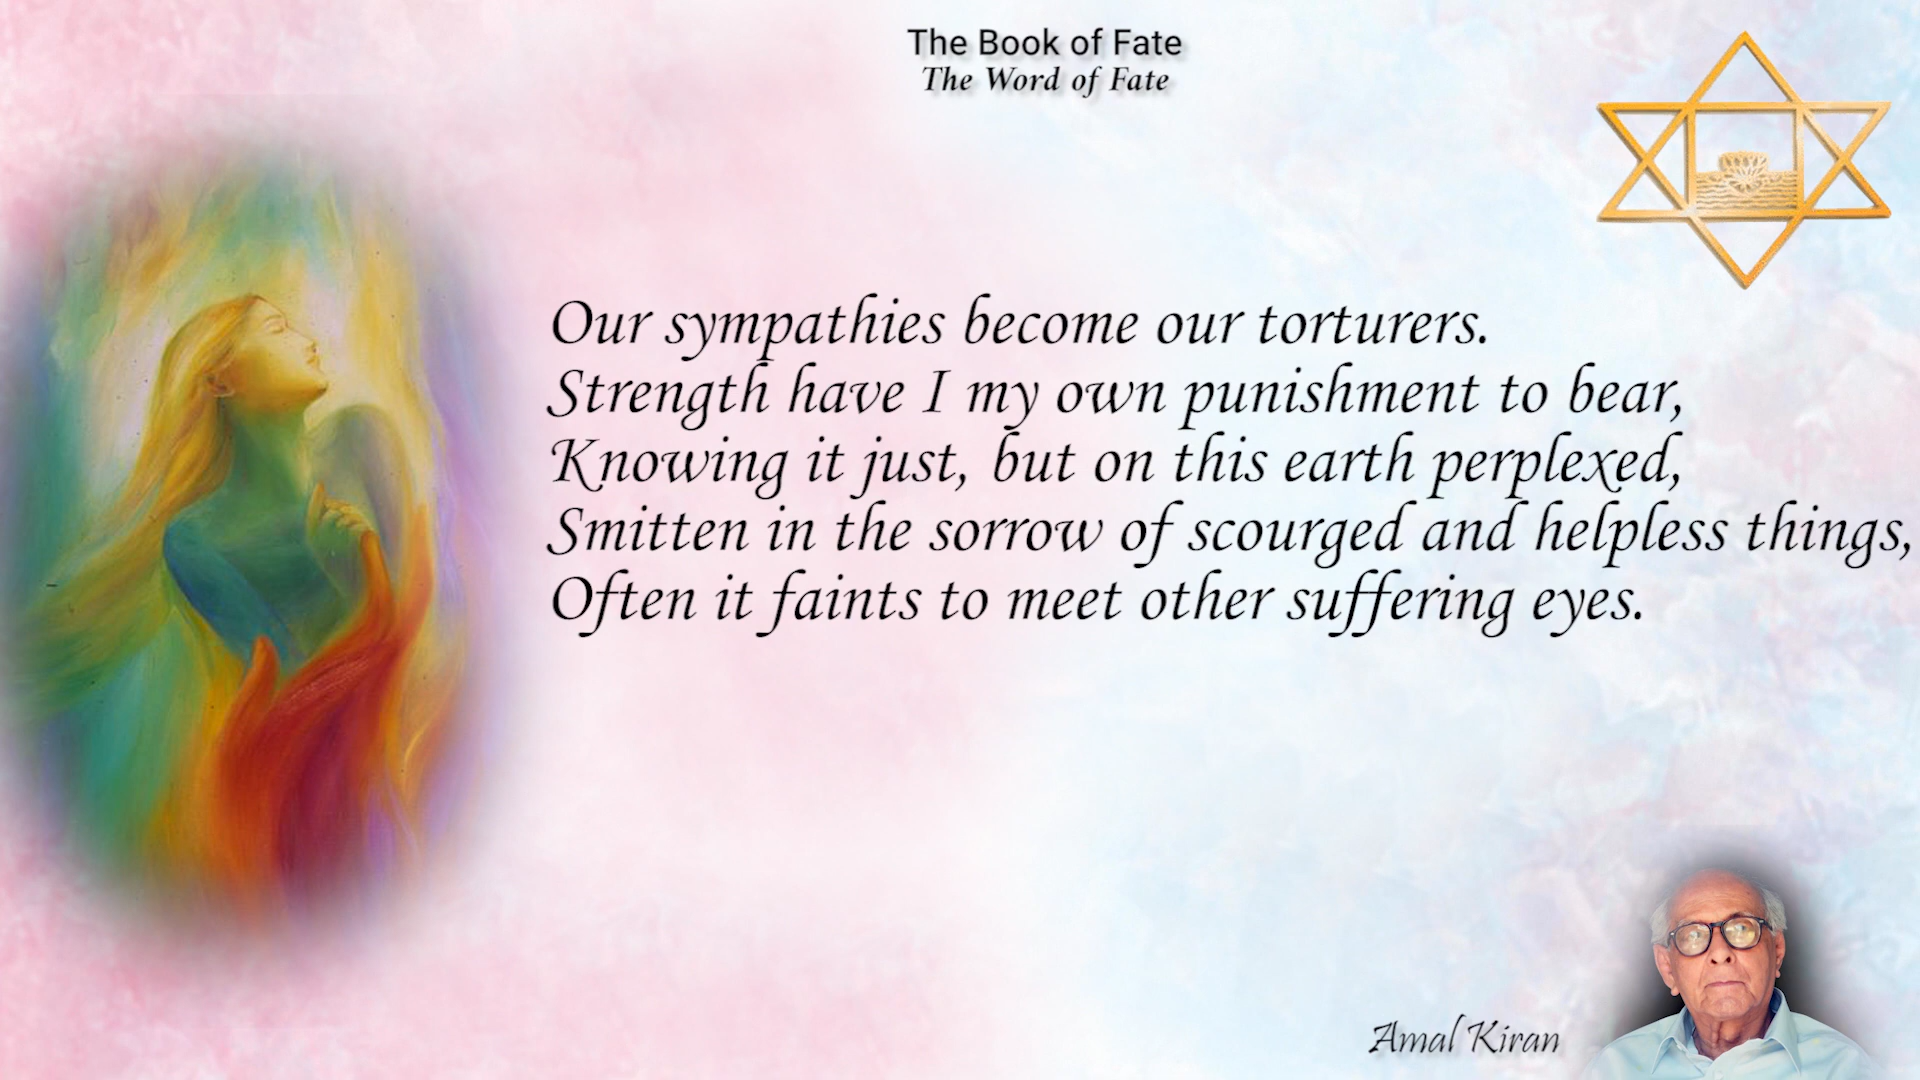 The Book of Fate
The Word of Fate
Our sympathies become our torturers.
Strength have I my own punishment to bear,
Knowing it just, but on this earth perplexed,
Smitten in the sorrow of scourged and helpless things,
Often it faints to meet other suffering eyes.
Amal Kiran